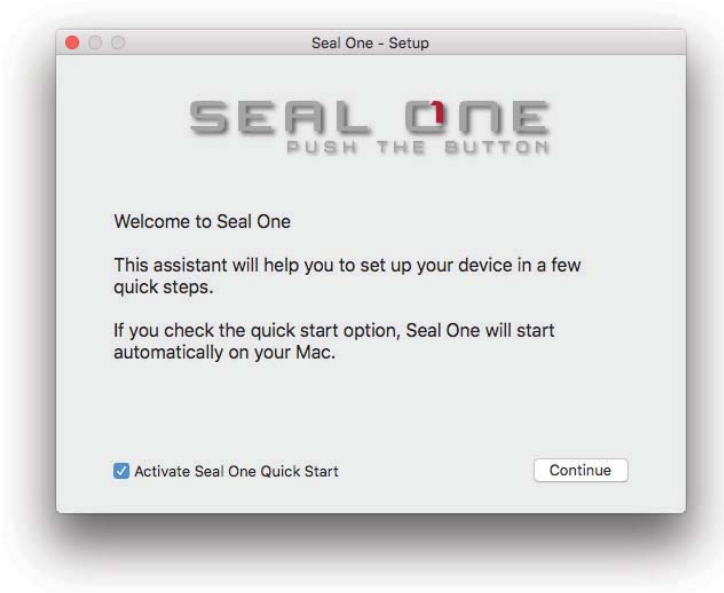 Seal One - Setup
SEAL ONE
PUSH THE BUTTON
Welcome to Seal One
This assistant will help you to set up your device in a few
quick steps.
If you check the quick start option, Seal One will start
automatically on your Mac.
Activate Seal One Quick Start
Continue